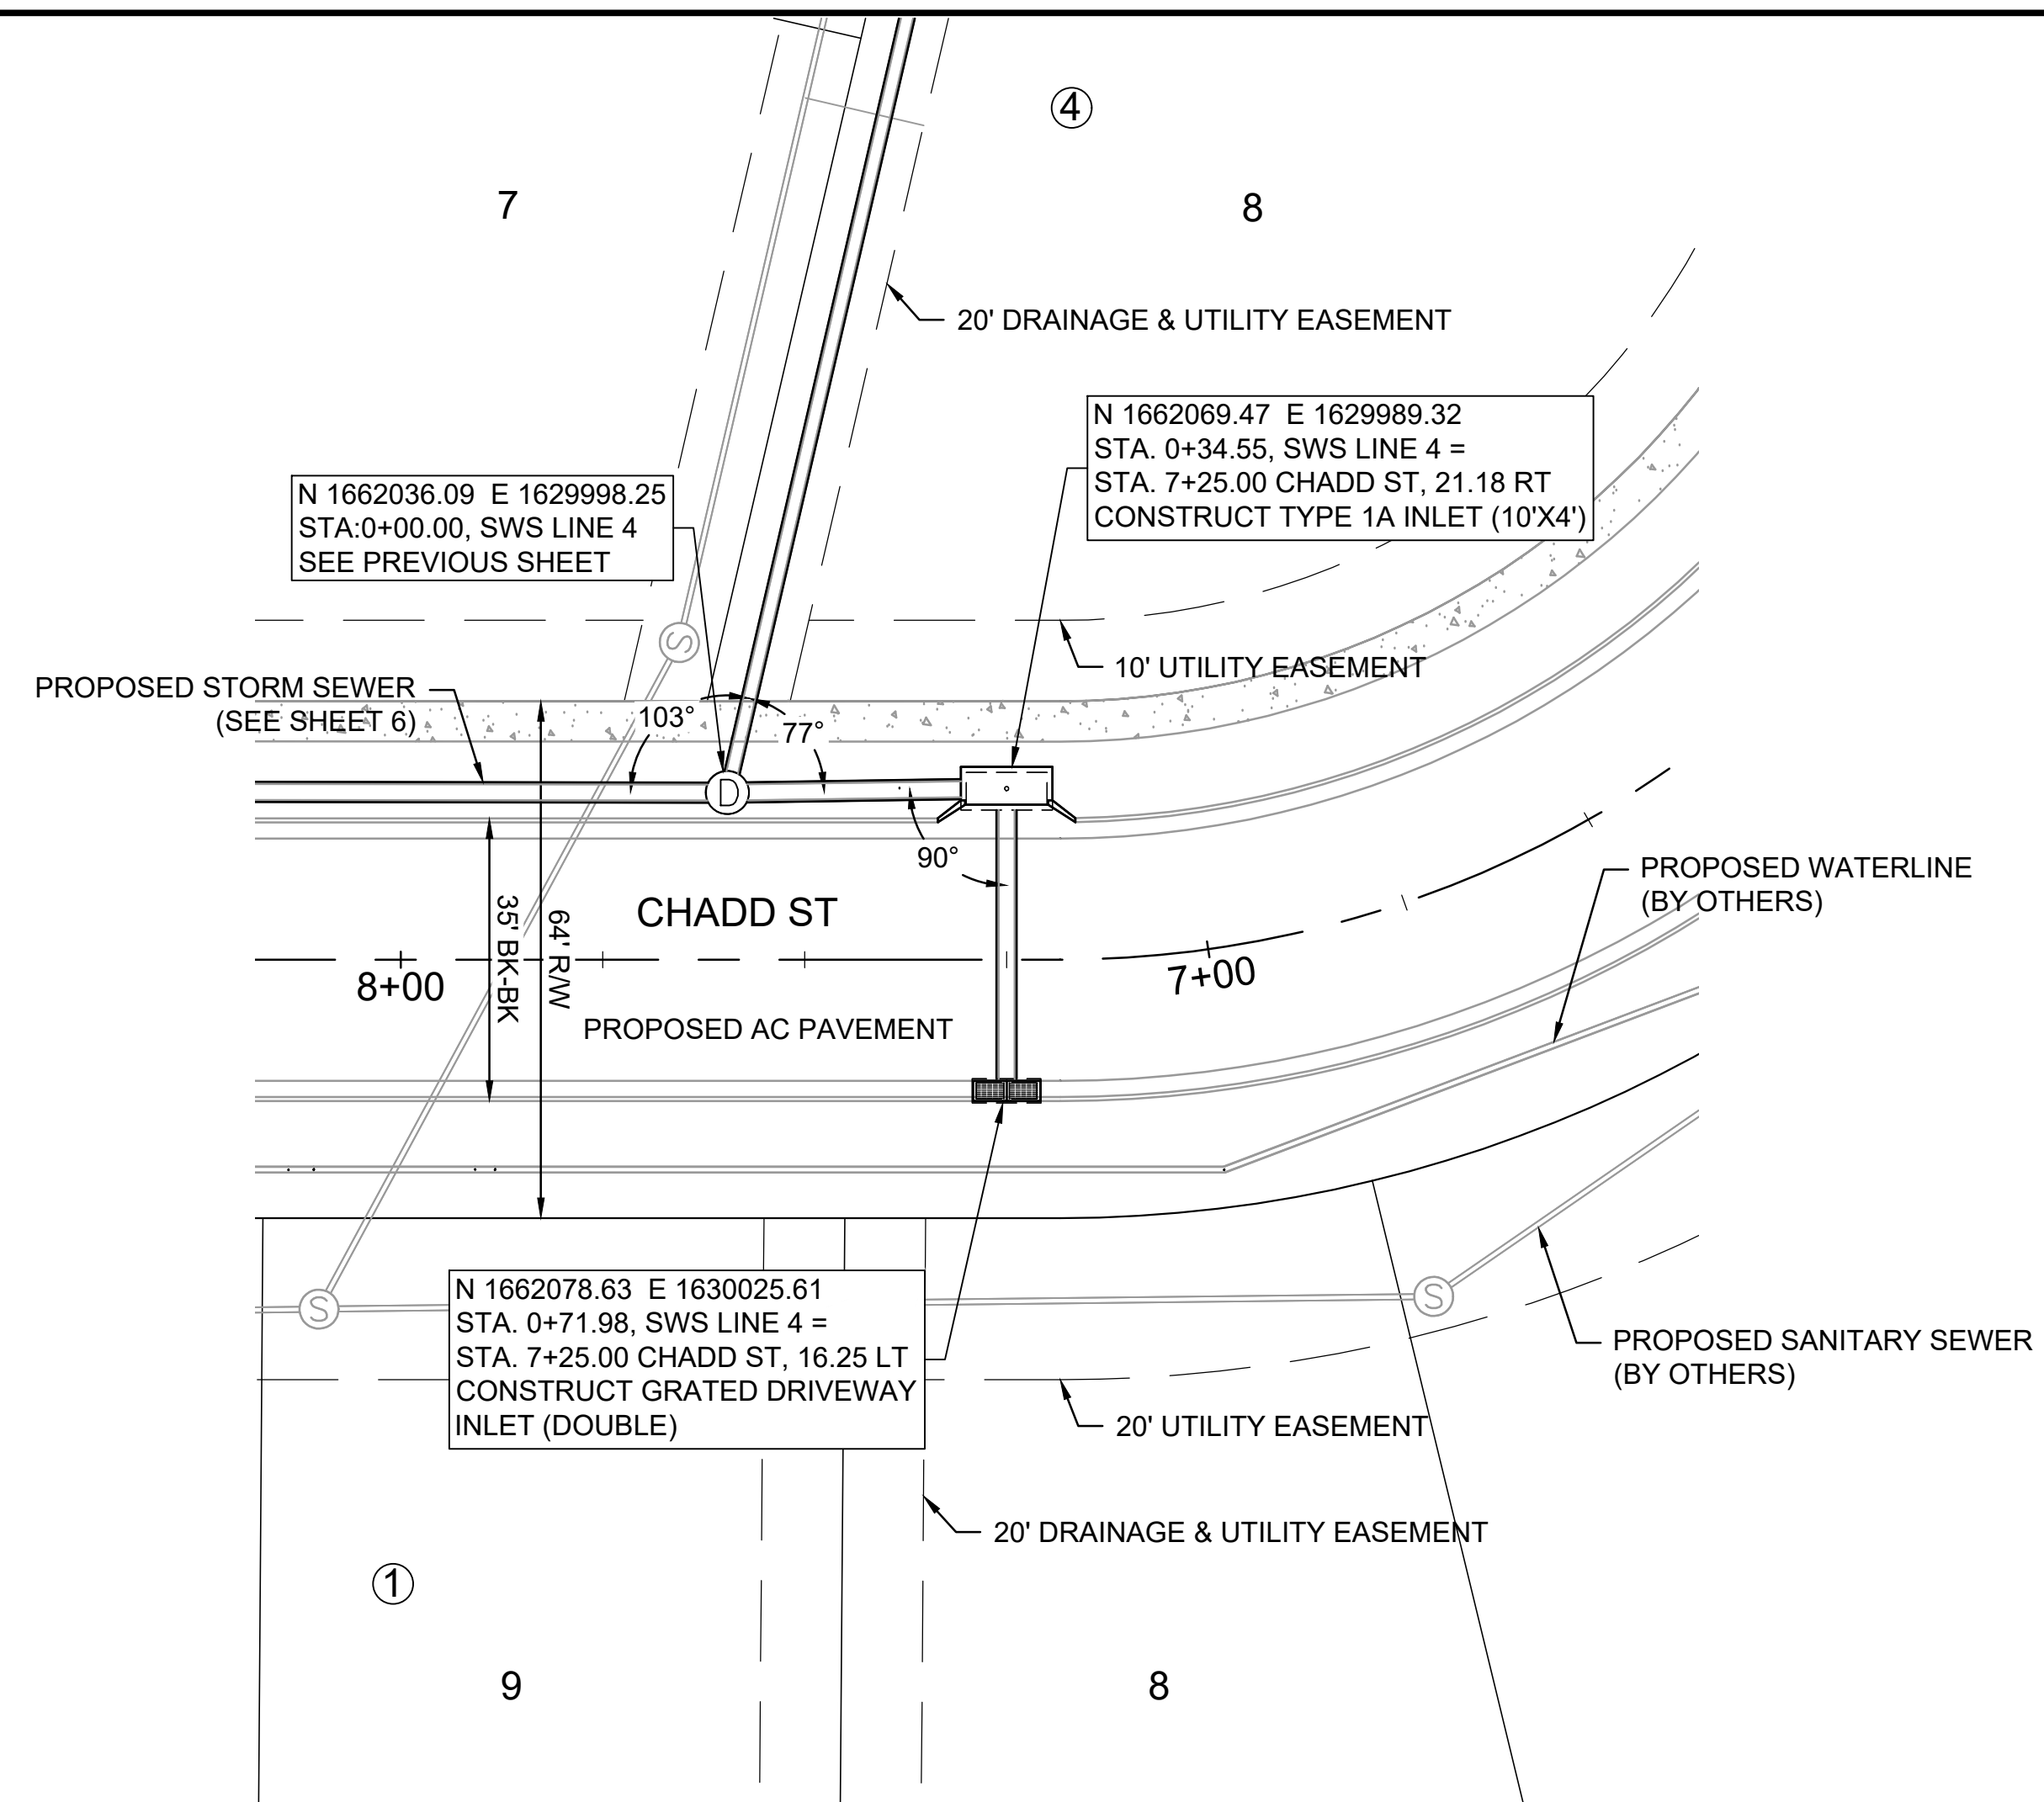 4
7
8
20' DRAINAGE & UTILITY EASEMENT
N 1662069.47 E 1629989.32
STA. 0+34.55, SWS LINE 4 =
STA. 7+25.00 CHADD ST, 21.18 RT
CONSTRUCT TYPE 1A INLET (10'X4')
N 1662036.09 E 1629998.25
STA:0+00.00, SWS LINE 4
SEE PREVIOUS SHEET
S
10' UTILITY EASEMENT
PROPOSED STORM SEWER
(SEE SHEET 6)
103°
77°
D
90°
PROPOSED WATERLINE
(BY OTHERS)
CHADD ST
35' BK-BK
64' R/W
8+00
7+00
PROPOSED AC PAVEMENT
N 1662078.63 E 1630025.61
STA. 0+71.98, SWS LINE 4 =
STA. 7+25.00 CHADD ST, 16.25 LT
CONSTRUCT GRATED DRIVEWAY
INLET (DOUBLE)
S
S
PROPOSED SANITARY SEWER
(BY OTHERS)
20' UTILITY EASEMENT
20' DRAINAGE & UTILITY EASEMENT
1
9
8